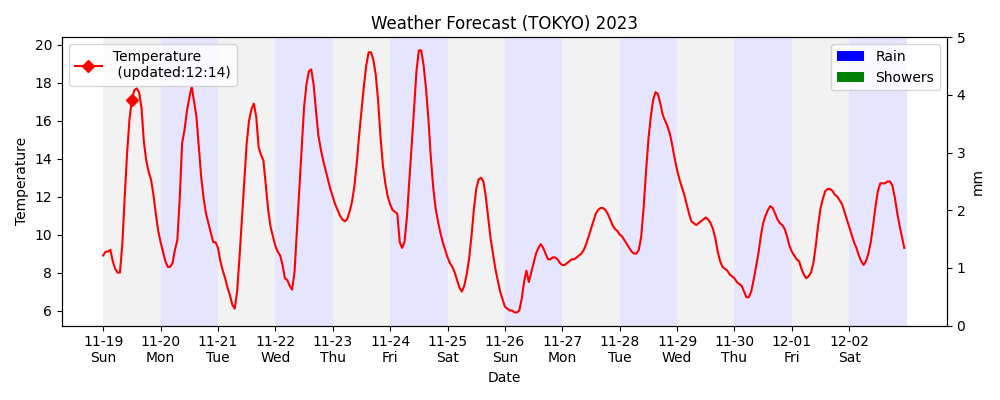 Weather Forecast (TOKYO) 2023
Temperature
(updated:12:14)
Rain
Showers
20
18
16
14
12
10
8
6
Temperature
5
4
3
2
1
0
mm
11-19 11-20 11-21 11-22 11-23 11-24 11-25 11-26 11-27 11-28 11-29 11-30 12-01 12-02
Sun Mon Tue Wed Thu Fri Sat Sun Mon Tue Wed Thu Fri Sat
Date